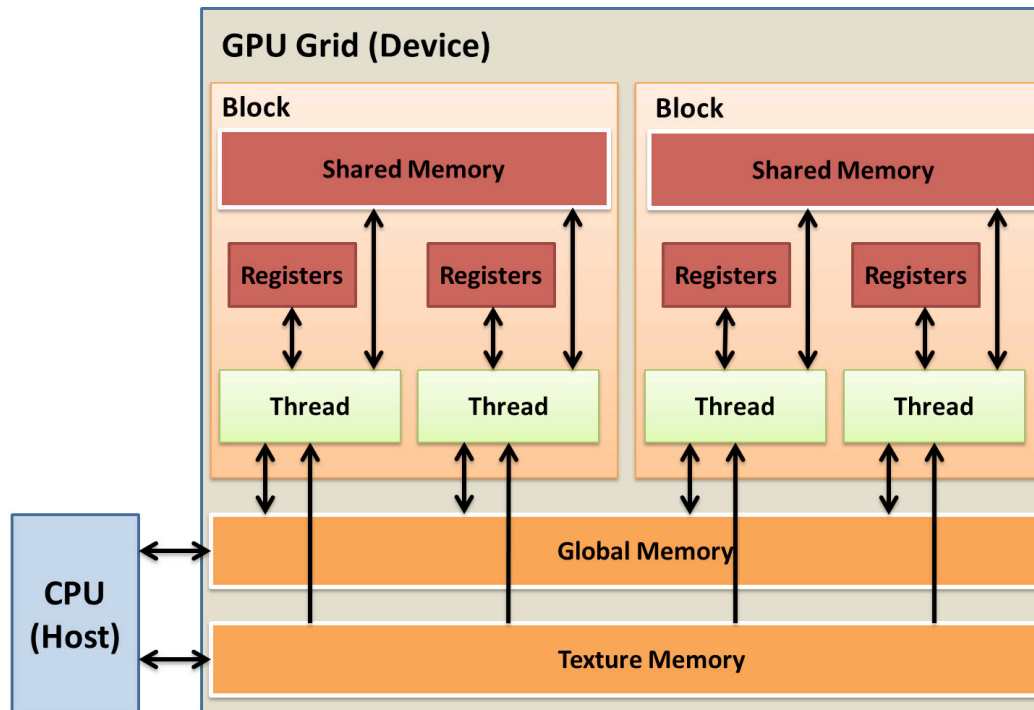 GPU Grid (Device)
Block
Block
Shared Memory
Shared Memory
Registers
Registers
Registers
Registers
Thread
Thread
Thread
Thread
Global Memory
CPU
(Host)
Texture Memory